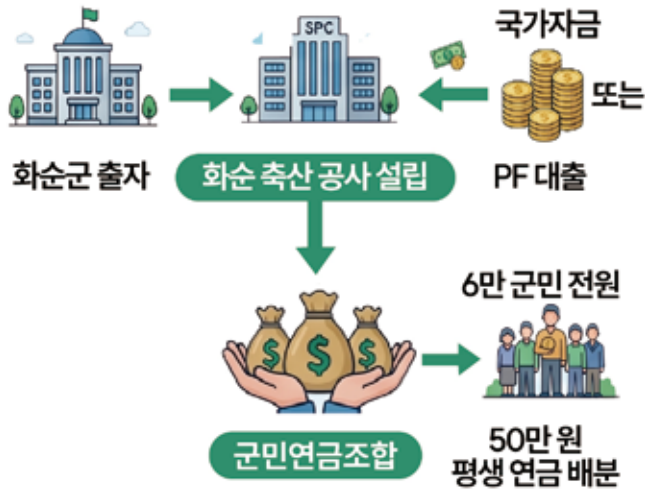 SPC
국가자금
또는
화순군 출자
화순 축산 공사 설립
PF 대출
6만 군민 전원
군민연금조합
50만 원
평생 연금 배분